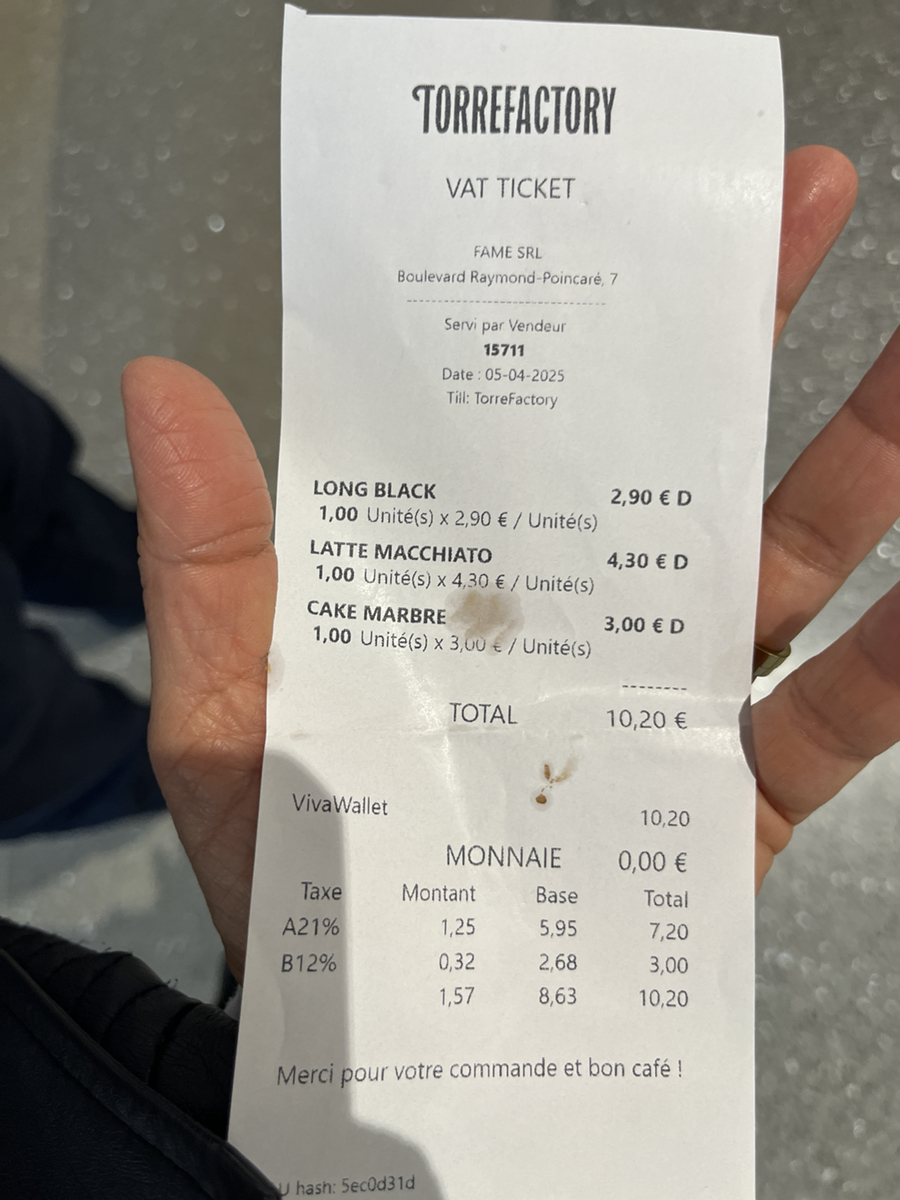 TORREFACTORY
VAT TICKET
FAME SRL
Boulevard Raymond-Poincaré, 7
--------------------------------
Servi par Vendeur
15711
Date : 05-04-2025
Till: TorreFactory
LONG BLACK 2,90 € D
1,00 Unité(s) x 2,90 € / Unité(s)
LATTE MACCHIATO 4,30 € D
1,00 Unité(s) x 4,30 € / Unité(s)
CAKE MARBRE 3,00 € D
1,00 Unité(s) x 3,00 € / Unité(s)
--------
TOTAL 10,20 €
VivaWallet 10,20
MONNAIE 0,00 €
Taxe Montant Base Total
A21% 1,25 5,95 7,20
B12% 0,32 2,68 3,00
1,57 8,63 10,20
Merci pour votre commande et bon café !
U hash: 5ec0d31d